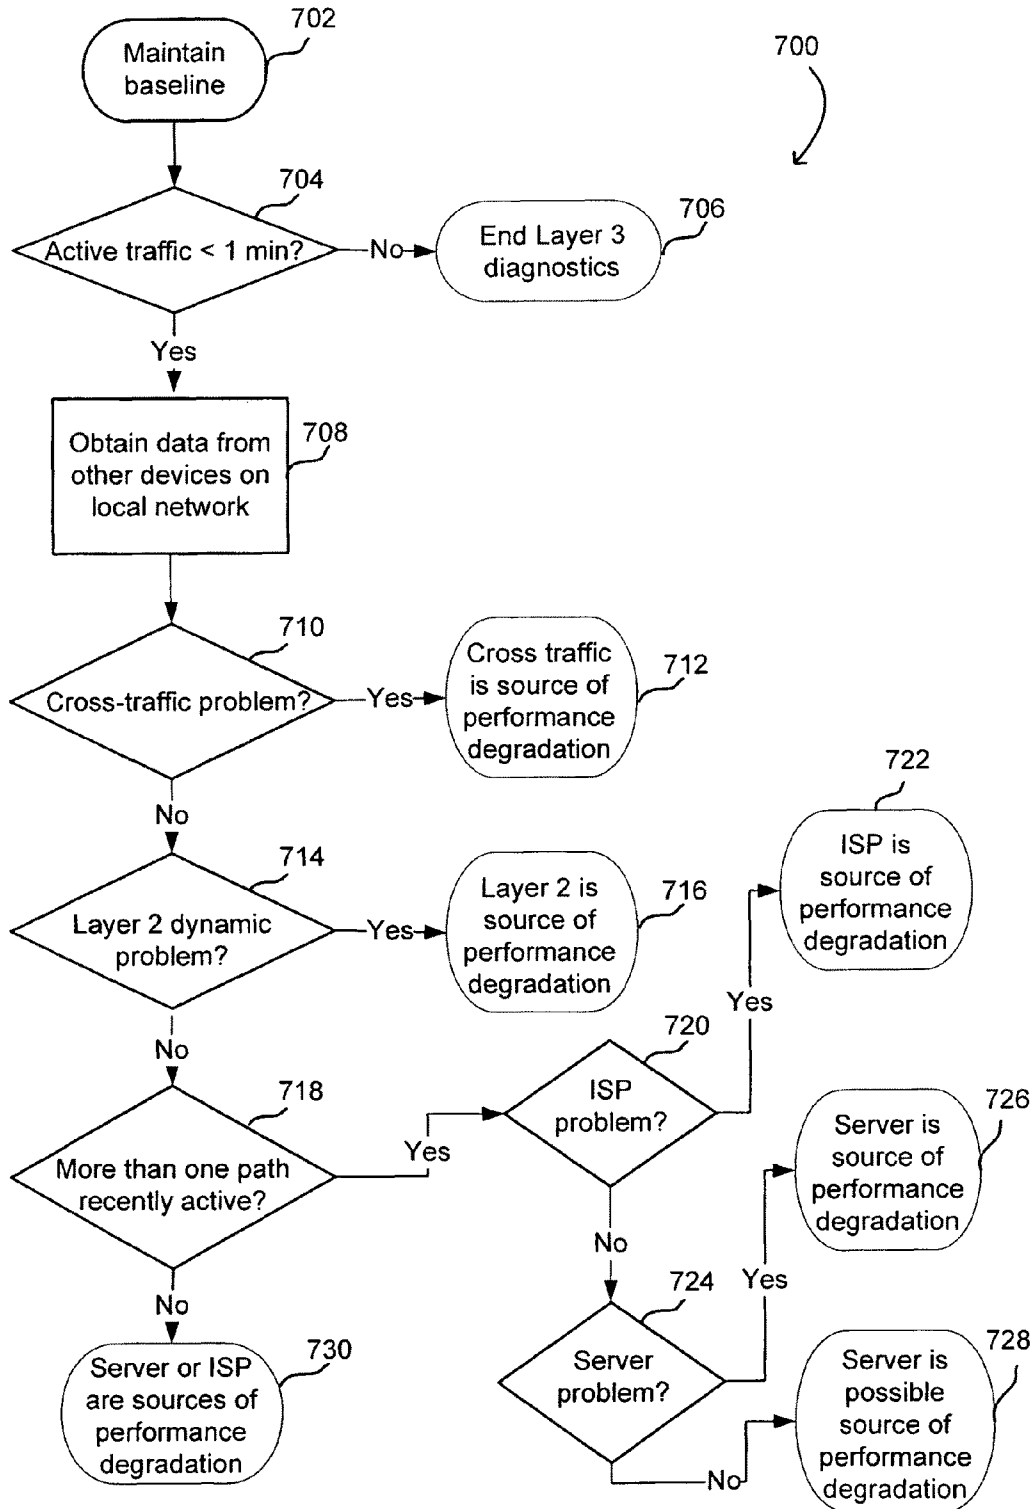 702
Maintain
baseline
700
704
Active traffic < 1 min?
No
706
End Layer 3
diagnostics
Yes
708
Obtain data from
other devices on
local network
710
Cross-traffic problem?
Yes
712
Cross traffic
is source of
performance
degradation
No
714
Layer 2 dynamic
problem?
Yes
716
Layer 2 is
source of
performance
degradation
No
718
More than one path
recently active?
Yes
720
ISP
problem?
Yes
722
ISP is
source of
performance
degradation
No
724
Server
problem?
Yes
726
Server is
source of
performance
degradation
No
728
Server is
possible
source of
performance
degradation
No
730
Server or ISP
are sources of
performance
degradation